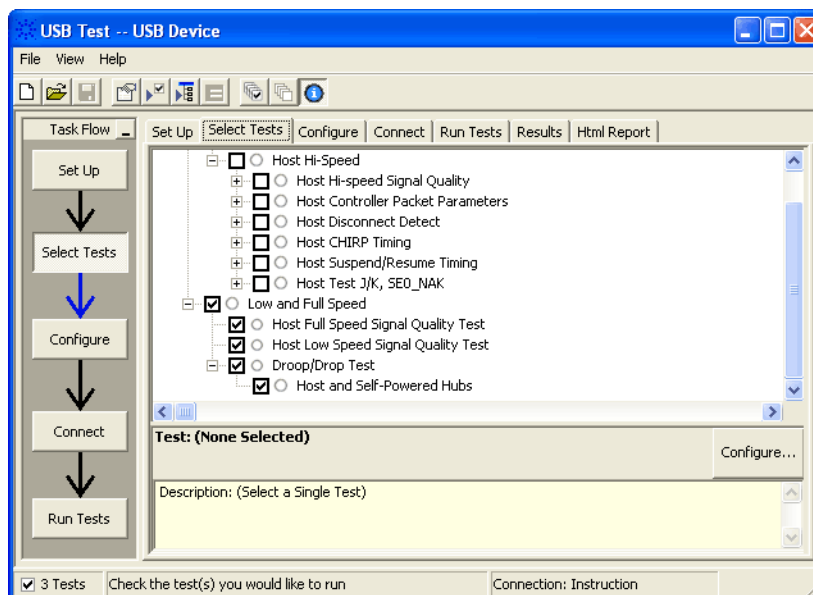 USB Test -- USB Device
File View Help
Task Flow
Set Up
Select Tests
Configure
Connect
Run Tests
Set Up Select Tests Configure Connect Run Tests Results Html Report
Host Hi-Speed
Host Hi-speed Signal Quality
Host Controller Packet Parameters
Host Disconnect Detect
Host CHIRP Timing
Host Suspend/Resume Timing
Host Test J/K, SE0_NAK
Low and Full Speed
Host Full Speed Signal Quality Test
Host Low Speed Signal Quality Test
Droop/Drop Test
Host and Self-Powered Hubs
Test: (None Selected)
Configure...
Description: (Select a Single Test)
3 Tests Check the test(s) you would like to run Connection: Instruction